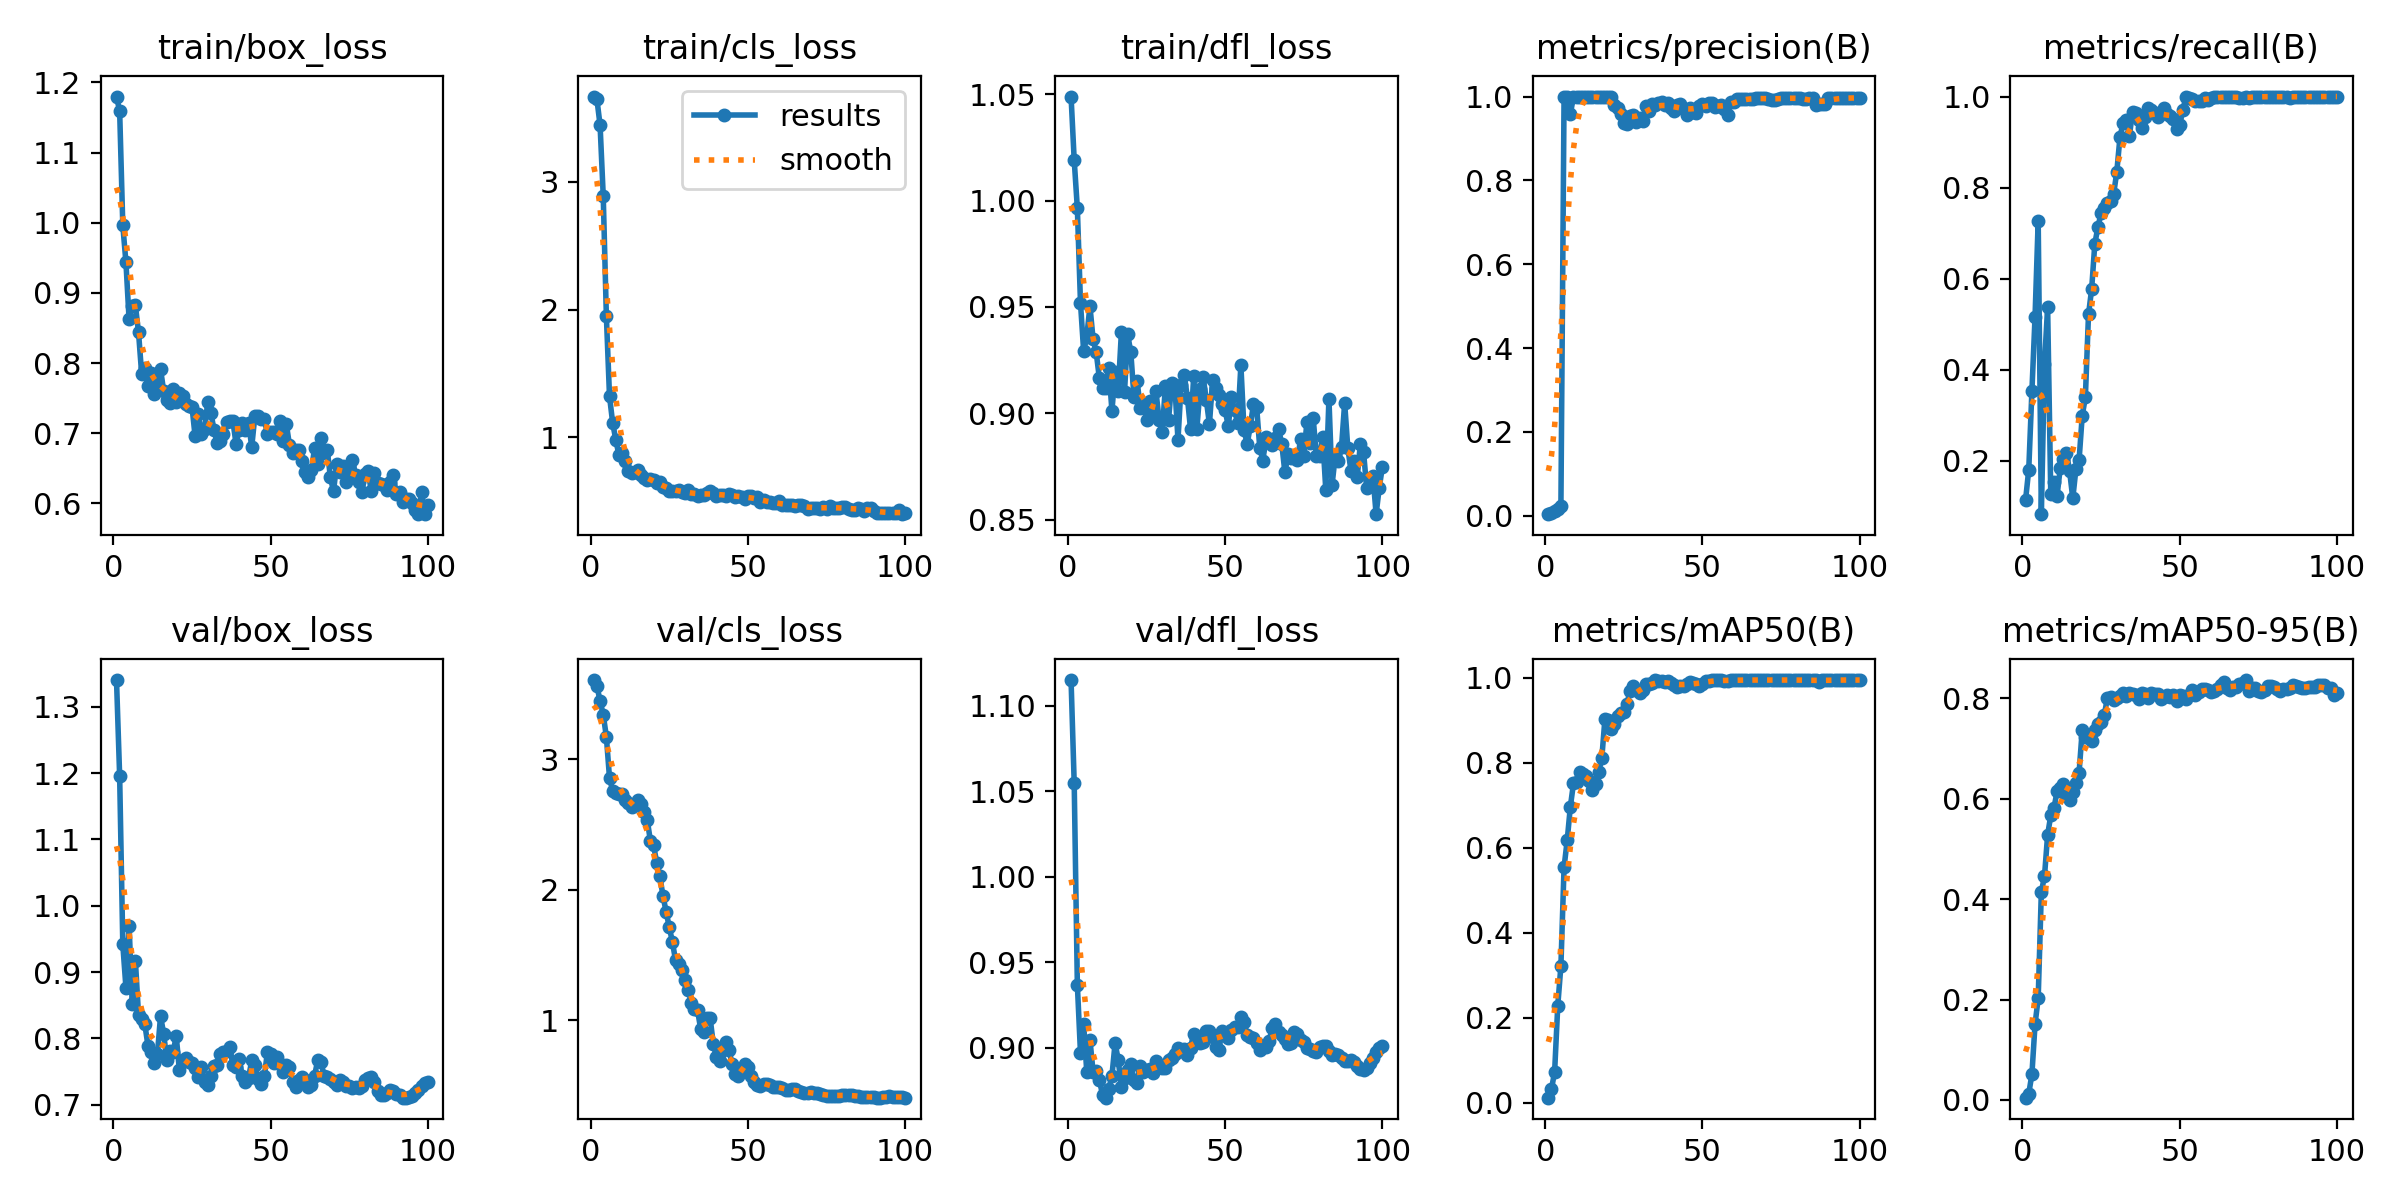 train/box_loss
1.2
1.1
1.0
0.9
0.8
0.7
0.6
0 50 100
train/cls_loss
results
smooth
3
2
1
0 50 100
train/dfl_loss
1.05
1.00
0.95
0.90
0.85
0 50 100
metrics/precision(B)
1.0
0.8
0.6
0.4
0.2
0.0
0 50 100
metrics/recall(B)
1.0
0.8
0.6
0.4
0.2
0 50 100
val/box_loss
1.3
1.2
1.1
1.0
0.9
0.8
0.7
0 50 100
val/cls_loss
3
2
1
0 50 100
val/dfl_loss
1.10
1.05
1.00
0.95
0.90
0 50 100
metrics/mAP50(B)
1.0
0.8
0.6
0.4
0.2
0.0
0 50 100
metrics/mAP50-95(B)
0.8
0.6
0.4
0.2
0.0
0 50 100